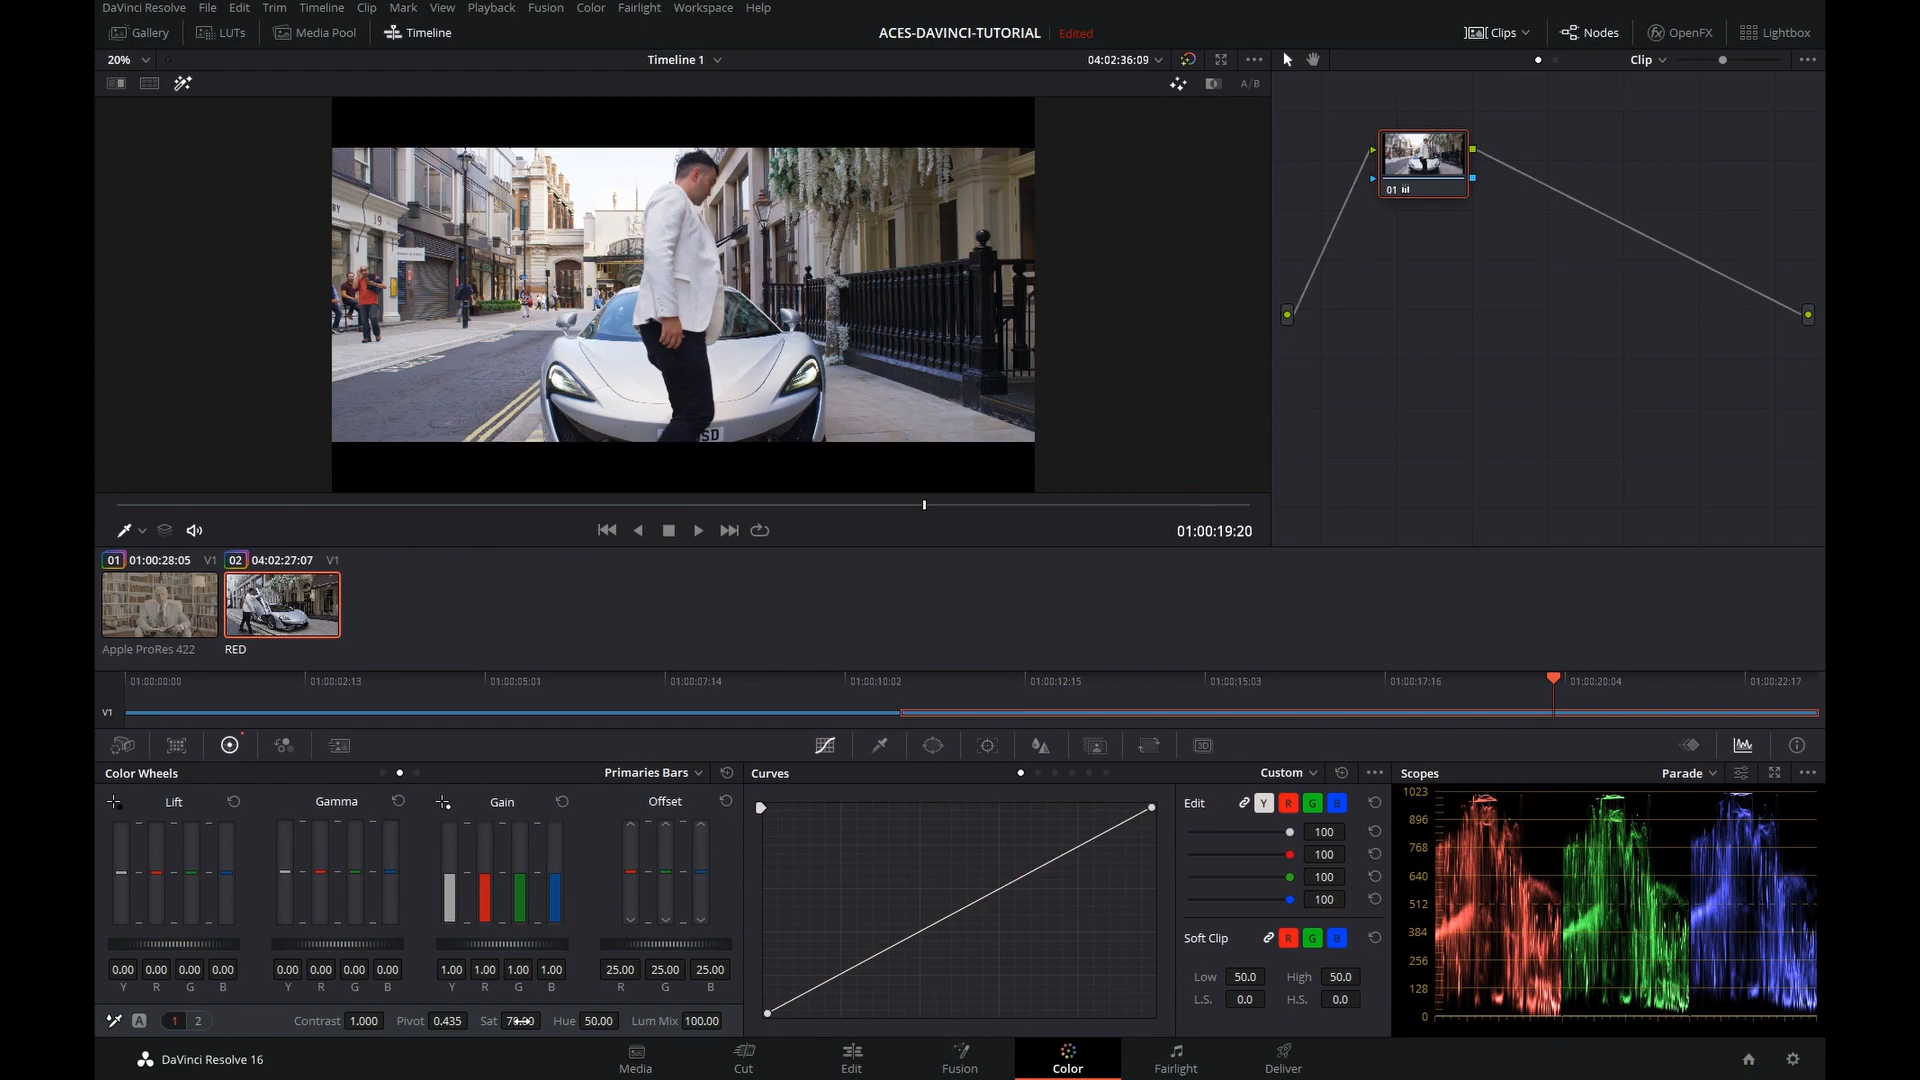 DaVinci Resolve File Edit Trim Timeline Clip Mark View Playback Fusion Color Fairlight Workspace Help
Gallery LUTs Media Pool Timeline ACES-DAVINCI-TUTORIAL Edited Clips Nodes OpenFX Lightbox
20% Timeline 1 04:02:36:09 Clip
A/B
19
01
01:00:19:20
01 01:00:28:05 V1 02 04:02:27:07 V1
Apple ProRes 422 RED
01:00:00:00 01:00:02:13 01:00:05:01 01:00:07:14 01:00:10:02 01:00:12:15 01:00:15:03 01:00:17:16 01:00:20:04 01:00:22:17
V1
3D
Color Wheels Primaries Bars Curves Custom Scopes Parade
Lift Gamma Gain Offset
Edit Y R G B
100
100
100
100
Soft Clip R G B
Low 50.0 High 50.0
L.S. 0.0 H.S. 0.0
1023
896
768
640
512
384
256
128
0
0.00 0.00 0.00 0.00 0.00 0.00 0.00 0.00 1.00 1.00 1.00 1.00 25.00 25.00 25.00
Y R G B Y R G B Y R G B R G B
A 1 2 Contrast 1.000 Pivot 0.435 Sat Hue 50.00 Lum Mix 100.00
DaVinci Resolve 16 Media Cut Edit Fusion Color Fairlight Deliver